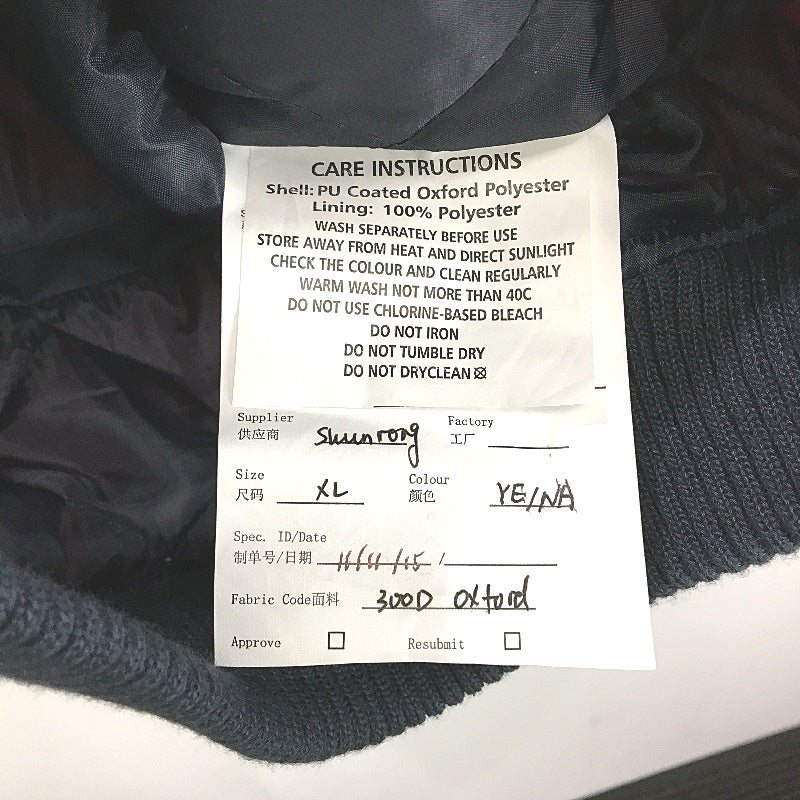 CARE INSTRUCTIONS
Shell: PU Coated Oxford Polyester
Lining: 100% Polyester
WASH SEPARATELY BEFORE USE
STORE AWAY FROM HEAT AND DIRECT SUNLIGHT
CHECK THE COLOUR AND CLEAN REGULARLY
WARM WASH NOT MORE THAN 40C
DO NOT USE CHLORINE-BASED BLEACH
DO NOT IRON
DO NOT TUMBLE DRY
DO NOT DRYCLEAN
Supplier Factory
供应商 Shunrong 工厂
Size Colour
尺码 XL 颜色 YE/NA
Spec. ID/Date
制单号/日期 11/11/15 /
Fabric Code面料 300D Oxford
Approve Resubmit